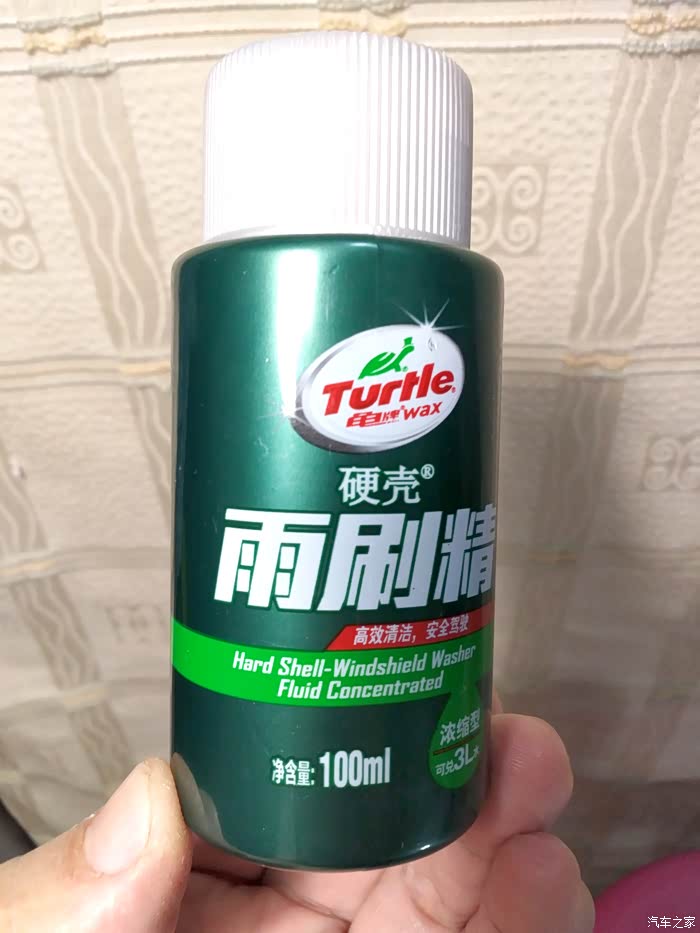 Turtle®
龟牌®wax
硬壳®
雨刷精
高效清洁,安全驾驶
Hard Shell-Windshield Washer
Fluid Concentrated
浓缩型
可兑3L水
净含量:100ml
汽车之家